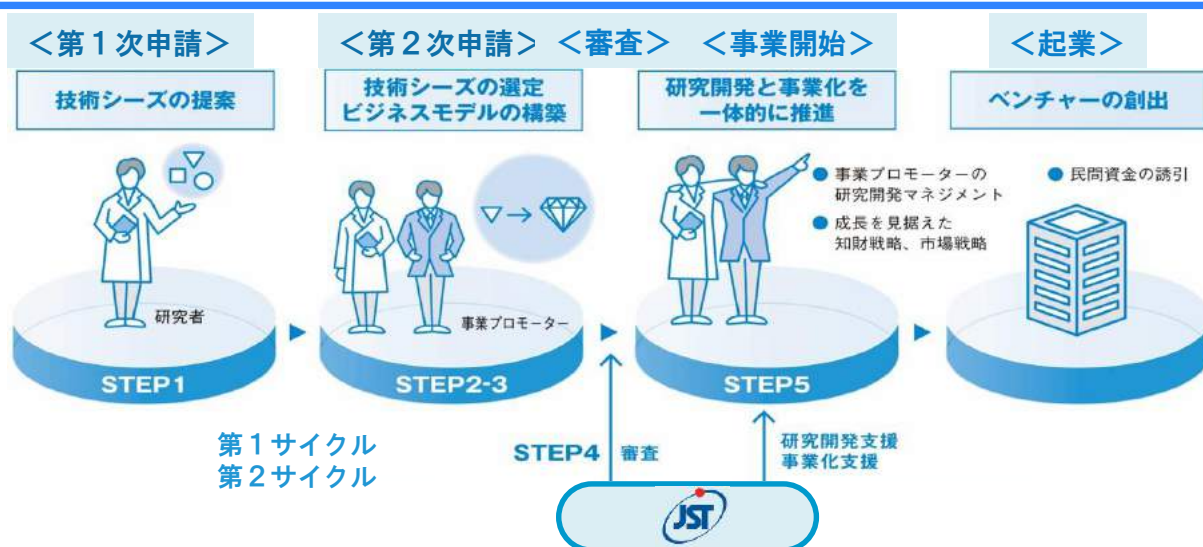 ＜第１次申請＞
＜第２次申請＞
＜審査＞
＜事業開始＞
＜起業＞
技術シーズの提案
技術シーズの選定
ビジネスモデルの構築
研究開発と事業化を
一体的に推進
ベンチャーの創出
● 事業プロモーターの
研究開発マネジメント
● 成長を見据えた
知財戦略、市場戦略
● 民間資金の誘引
研究者
事業プロモーター
STEP1
STEP2-3
STEP5
第１サイクル
第２サイクル
STEP4
審査
研究開発支援
事業化支援
JST